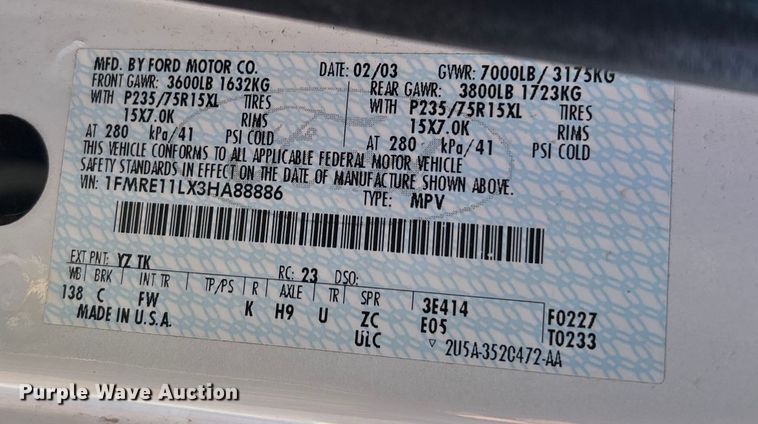 MFD. BY FORD MOTOR CO. DATE: 02/03 GVWR: 7000LB/ 3175KG
FRONT GAWR: 3600LB 1632KG REAR GAWR: 3800LB 1723KG
WITH P235/75R15XL TIRES WITH P235/75R15XL TIRES
15X7.0K RIMS 15X7.0K RIMS
AT 280 kPa/41 PSI COLD AT 280 kPa/41 PSI COLD
THIS VEHICLE CONFORMS TO ALL APPLICABLE FEDERAL MOTOR VEHICLE
SAFETY STANDARDS IN EFFECT ON THE DATE OF MANUFACTURE SHOWN ABOVE.
VIN: 1FMRE11LX3HA88886 TYPE: MPV
EXT PNT: YZ TK RC: 23 DSO:
WB BRK INT TR TP/PS R AXLE TR SPR 3E414 F0227
138 C FW K H9 U ZC E05 T0233
MADE IN U.S.A. ULC ▽ 2U5A-3520472-AA
Purple Wave Auction